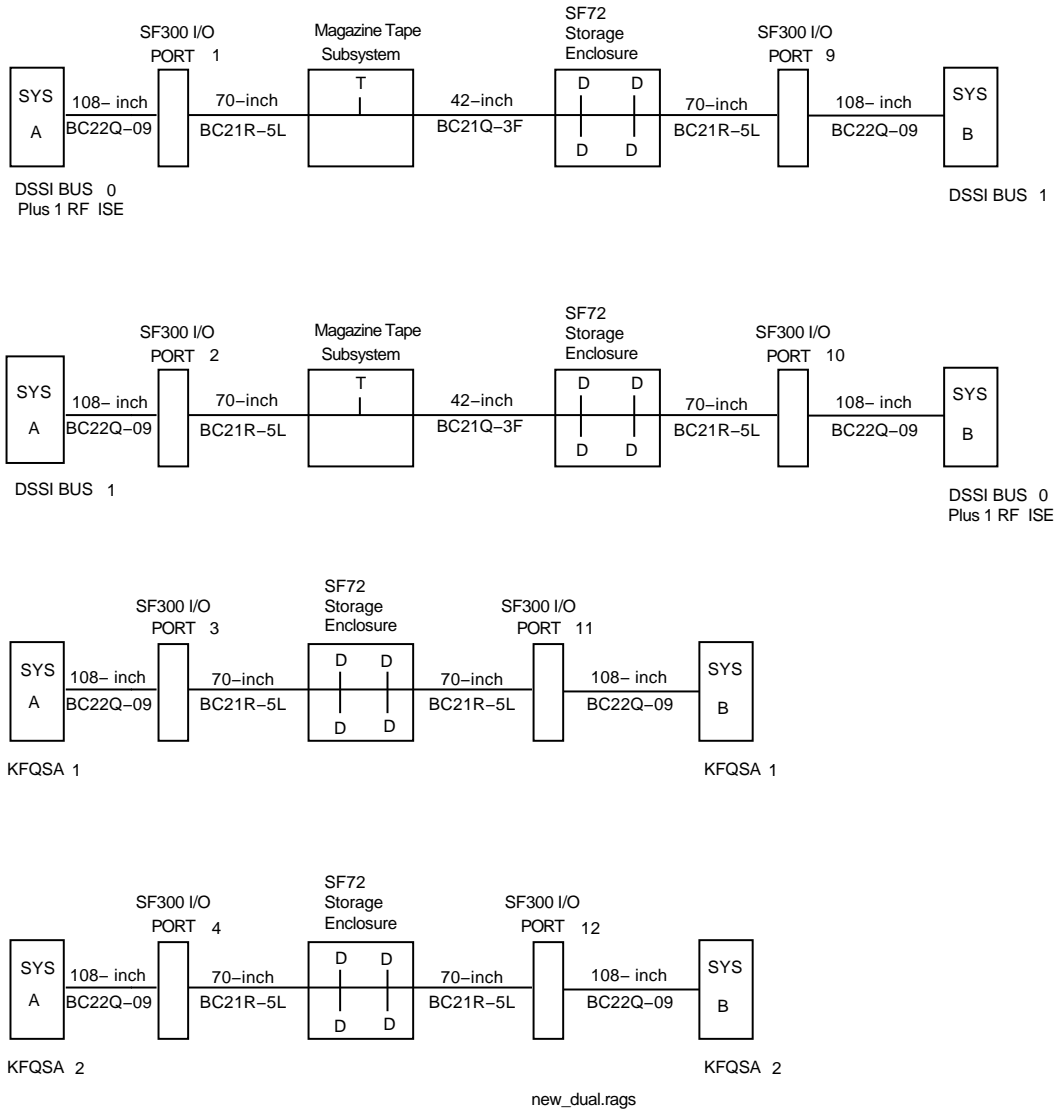 SF300 I/O
PORT 1
Magazine Tape
Subsystem
SF72
Storage
Enclosure
SF300 I/O
PORT 9
SYS
A
108– inch
BC22Q–09
70–inch
BC21R–5L
T
42–inch
BC21Q–3F
D D
D D
70–inch
BC21R–5L
108– inch
BC22Q–09
SYS
B
DSSI BUS 0
Plus 1 RF ISE
DSSI BUS 1
SF300 I/O
PORT 2
Magazine Tape
Subsystem
SF72
Storage
Enclosure
SF300 I/O
PORT 10
SYS
A
108– inch
BC22Q–09
70–inch
BC21R–5L
T
42–inch
BC21Q–3F
D D
D D
70–inch
BC21R–5L
108– inch
BC22Q–09
SYS
B
DSSI BUS 1
DSSI BUS 0
Plus 1 RF ISE
SF300 I/O
PORT 3
SF72
Storage
Enclosure
SF300 I/O
PORT 11
SYS
A
108– inch
BC22Q–09
70–inch
BC21R–5L
D D
D D
70–inch
BC21R–5L
108– inch
BC22Q–09
SYS
B
KFQSA 1
KFQSA 1
SF300 I/O
PORT 4
SF72
Storage
Enclosure
SF300 I/O
PORT 12
SYS
A
108– inch
BC22Q–09
70–inch
BC21R–5L
D D
D D
70–inch
BC21R–5L
108– inch
BC22Q–09
SYS
B
KFQSA 2
KFQSA 2
new_dual.rags